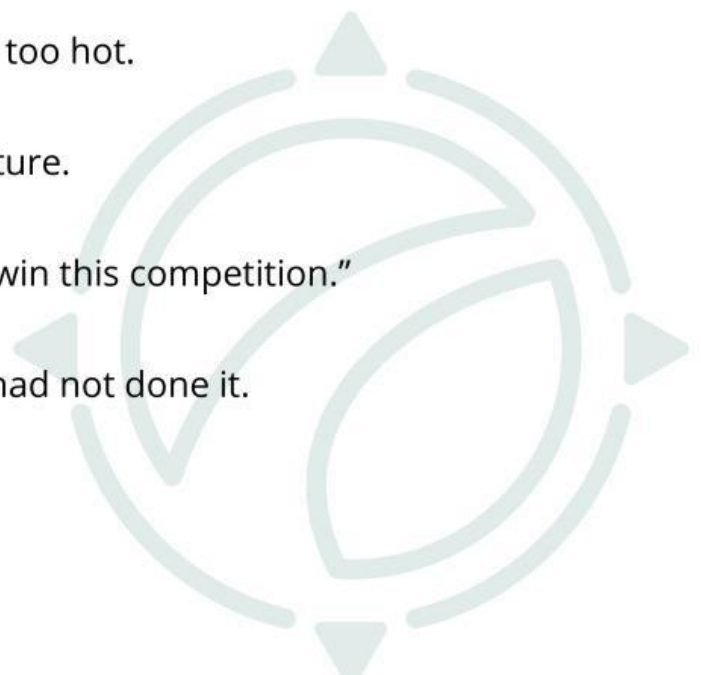 too hot.
ture.
win this competition.”
had not done it.